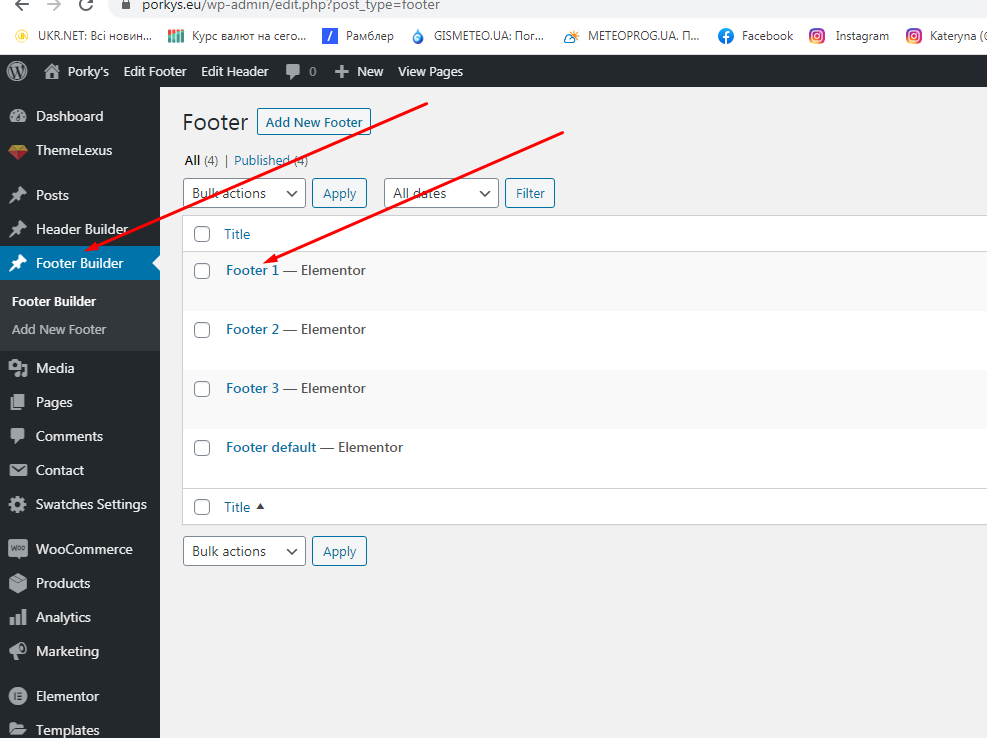 porkys.eu/wp-admin/edit.php?post_type=footer
UKR.NET: Всі новин... Курс валют на сего... Рамблер GISMETEO.UA: Пог... METEOPROG.UA. П... Facebook Instagram Kateryna (
Porky's Edit Footer Edit Header 0 New View Pages
Dashboard
ThemeLexus
Posts
Header Builder
Footer Builder
Footer Builder
Add New Footer
Media
Pages
Comments
Contact
Swatches Settings
WooCommerce
Products
Analytics
Marketing
Elementor
Templates
Footer Add New Footer
All (4) | Published (4)
Bulk actions Apply All dates Filter
Title
Footer 1 — Elementor
Footer 2 — Elementor
Footer 3 — Elementor
Footer default — Elementor
Title
Bulk actions Apply